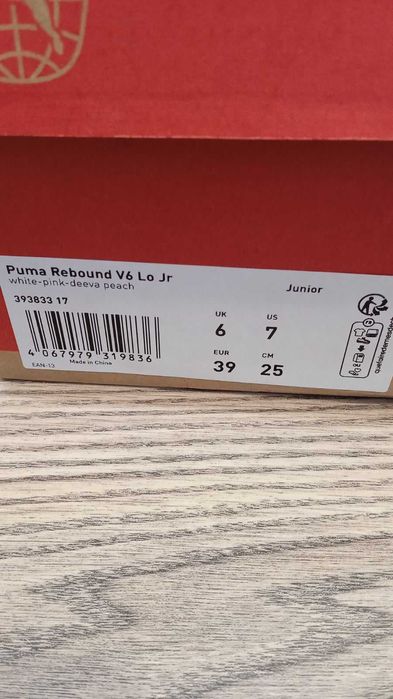 Puma Rebound V6 Lo Jr
white-pink-deeva peach
Junior
393833 17
UK US
6 7
EUR CM
39 25
4 067979 319836
EAN-13 Made in China